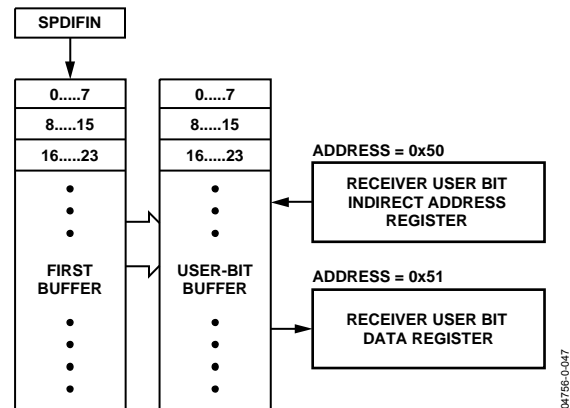 SPDIFIN
0.....7
8.....15
16.....23
FIRST
BUFFER
0.....7
8.....15
16.....23
USER-BIT
BUFFER
ADDRESS = 0x50
RECEIVER USER BIT
INDIRECT ADDRESS
REGISTER
ADDRESS = 0x51
RECEIVER USER BIT
DATA REGISTER
04756-0-047